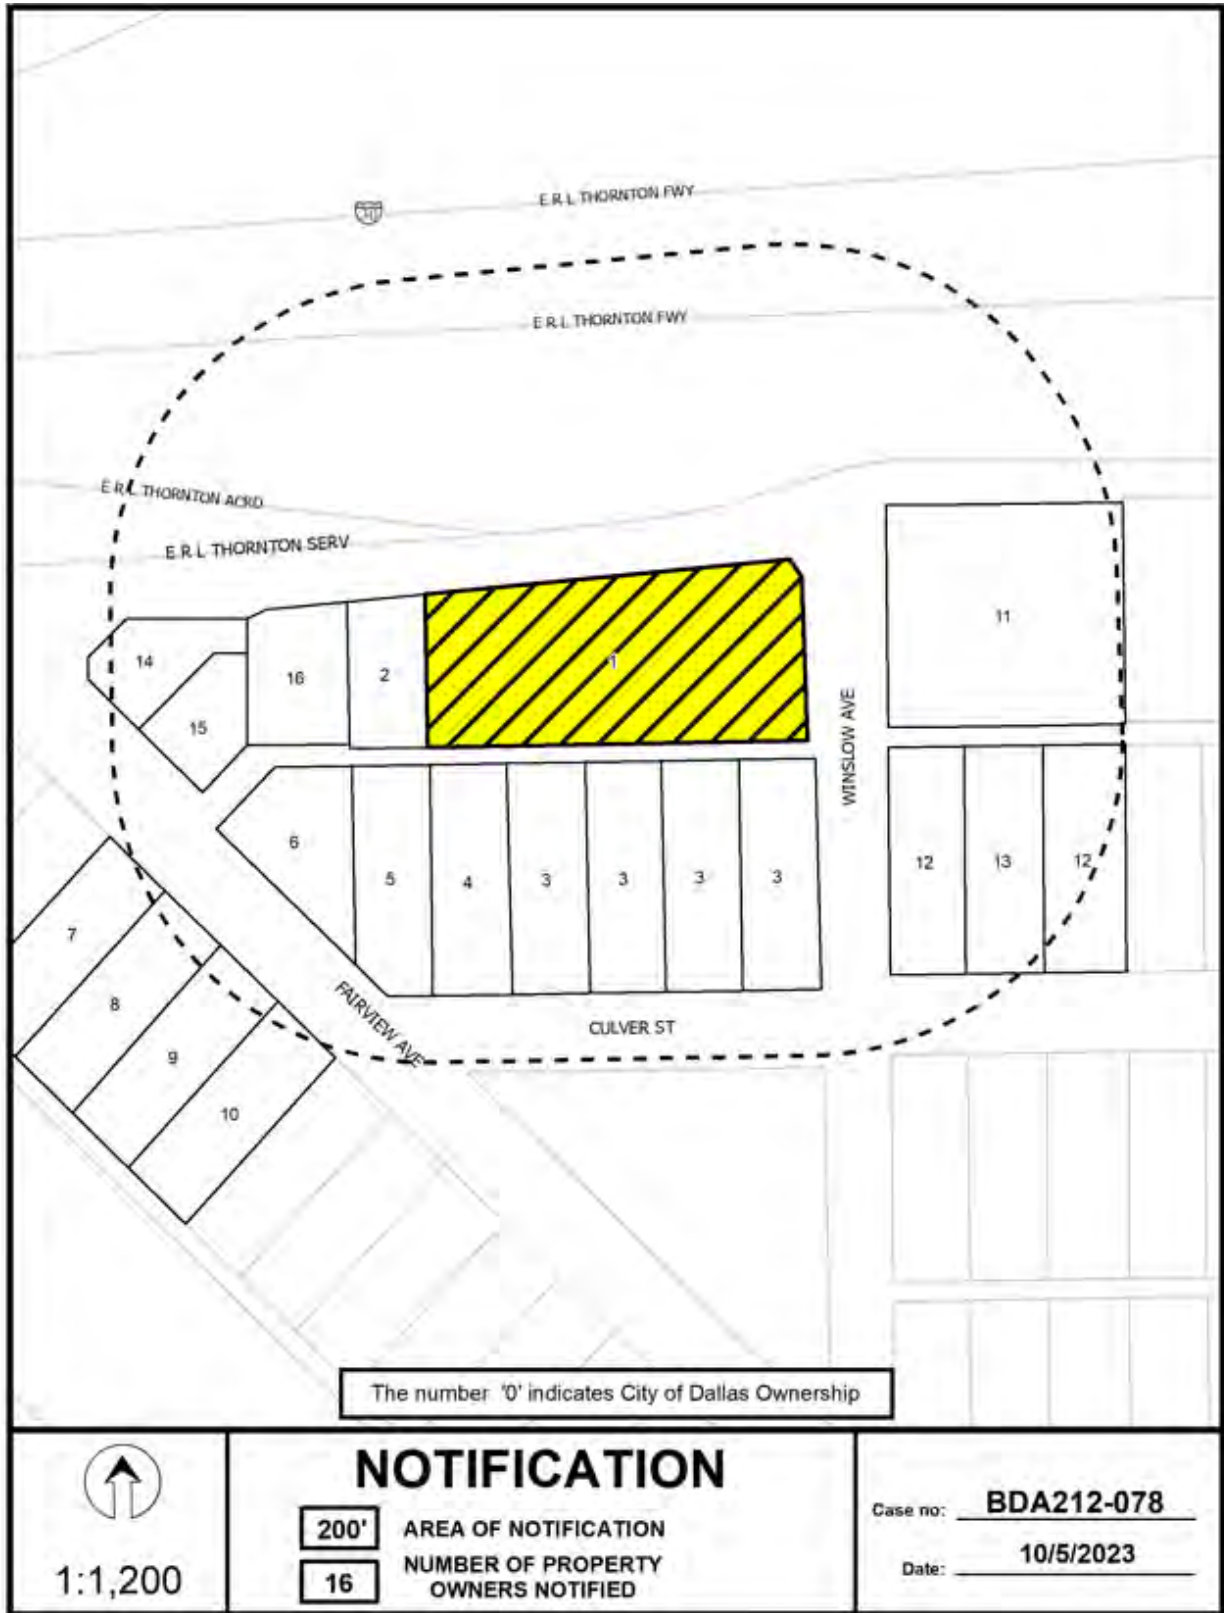 E R L THORNTON FWY
E R L THORNTON FWY
E R L THORNTON ACRD
E R L THORNTON SERV
11
1
14
16
2
15
WINSLOW AVE
6
5
4
3
3
3
3
12
13
12
7
8
9
10
FAIRVIEW AVE
CULVER ST
The number '0' indicates City of Dallas Ownership
1:1,200
NOTIFICATION
200' AREA OF NOTIFICATION
16 NUMBER OF PROPERTY
OWNERS NOTIFIED
Case no: BDA212-078
Date: 10/5/2023